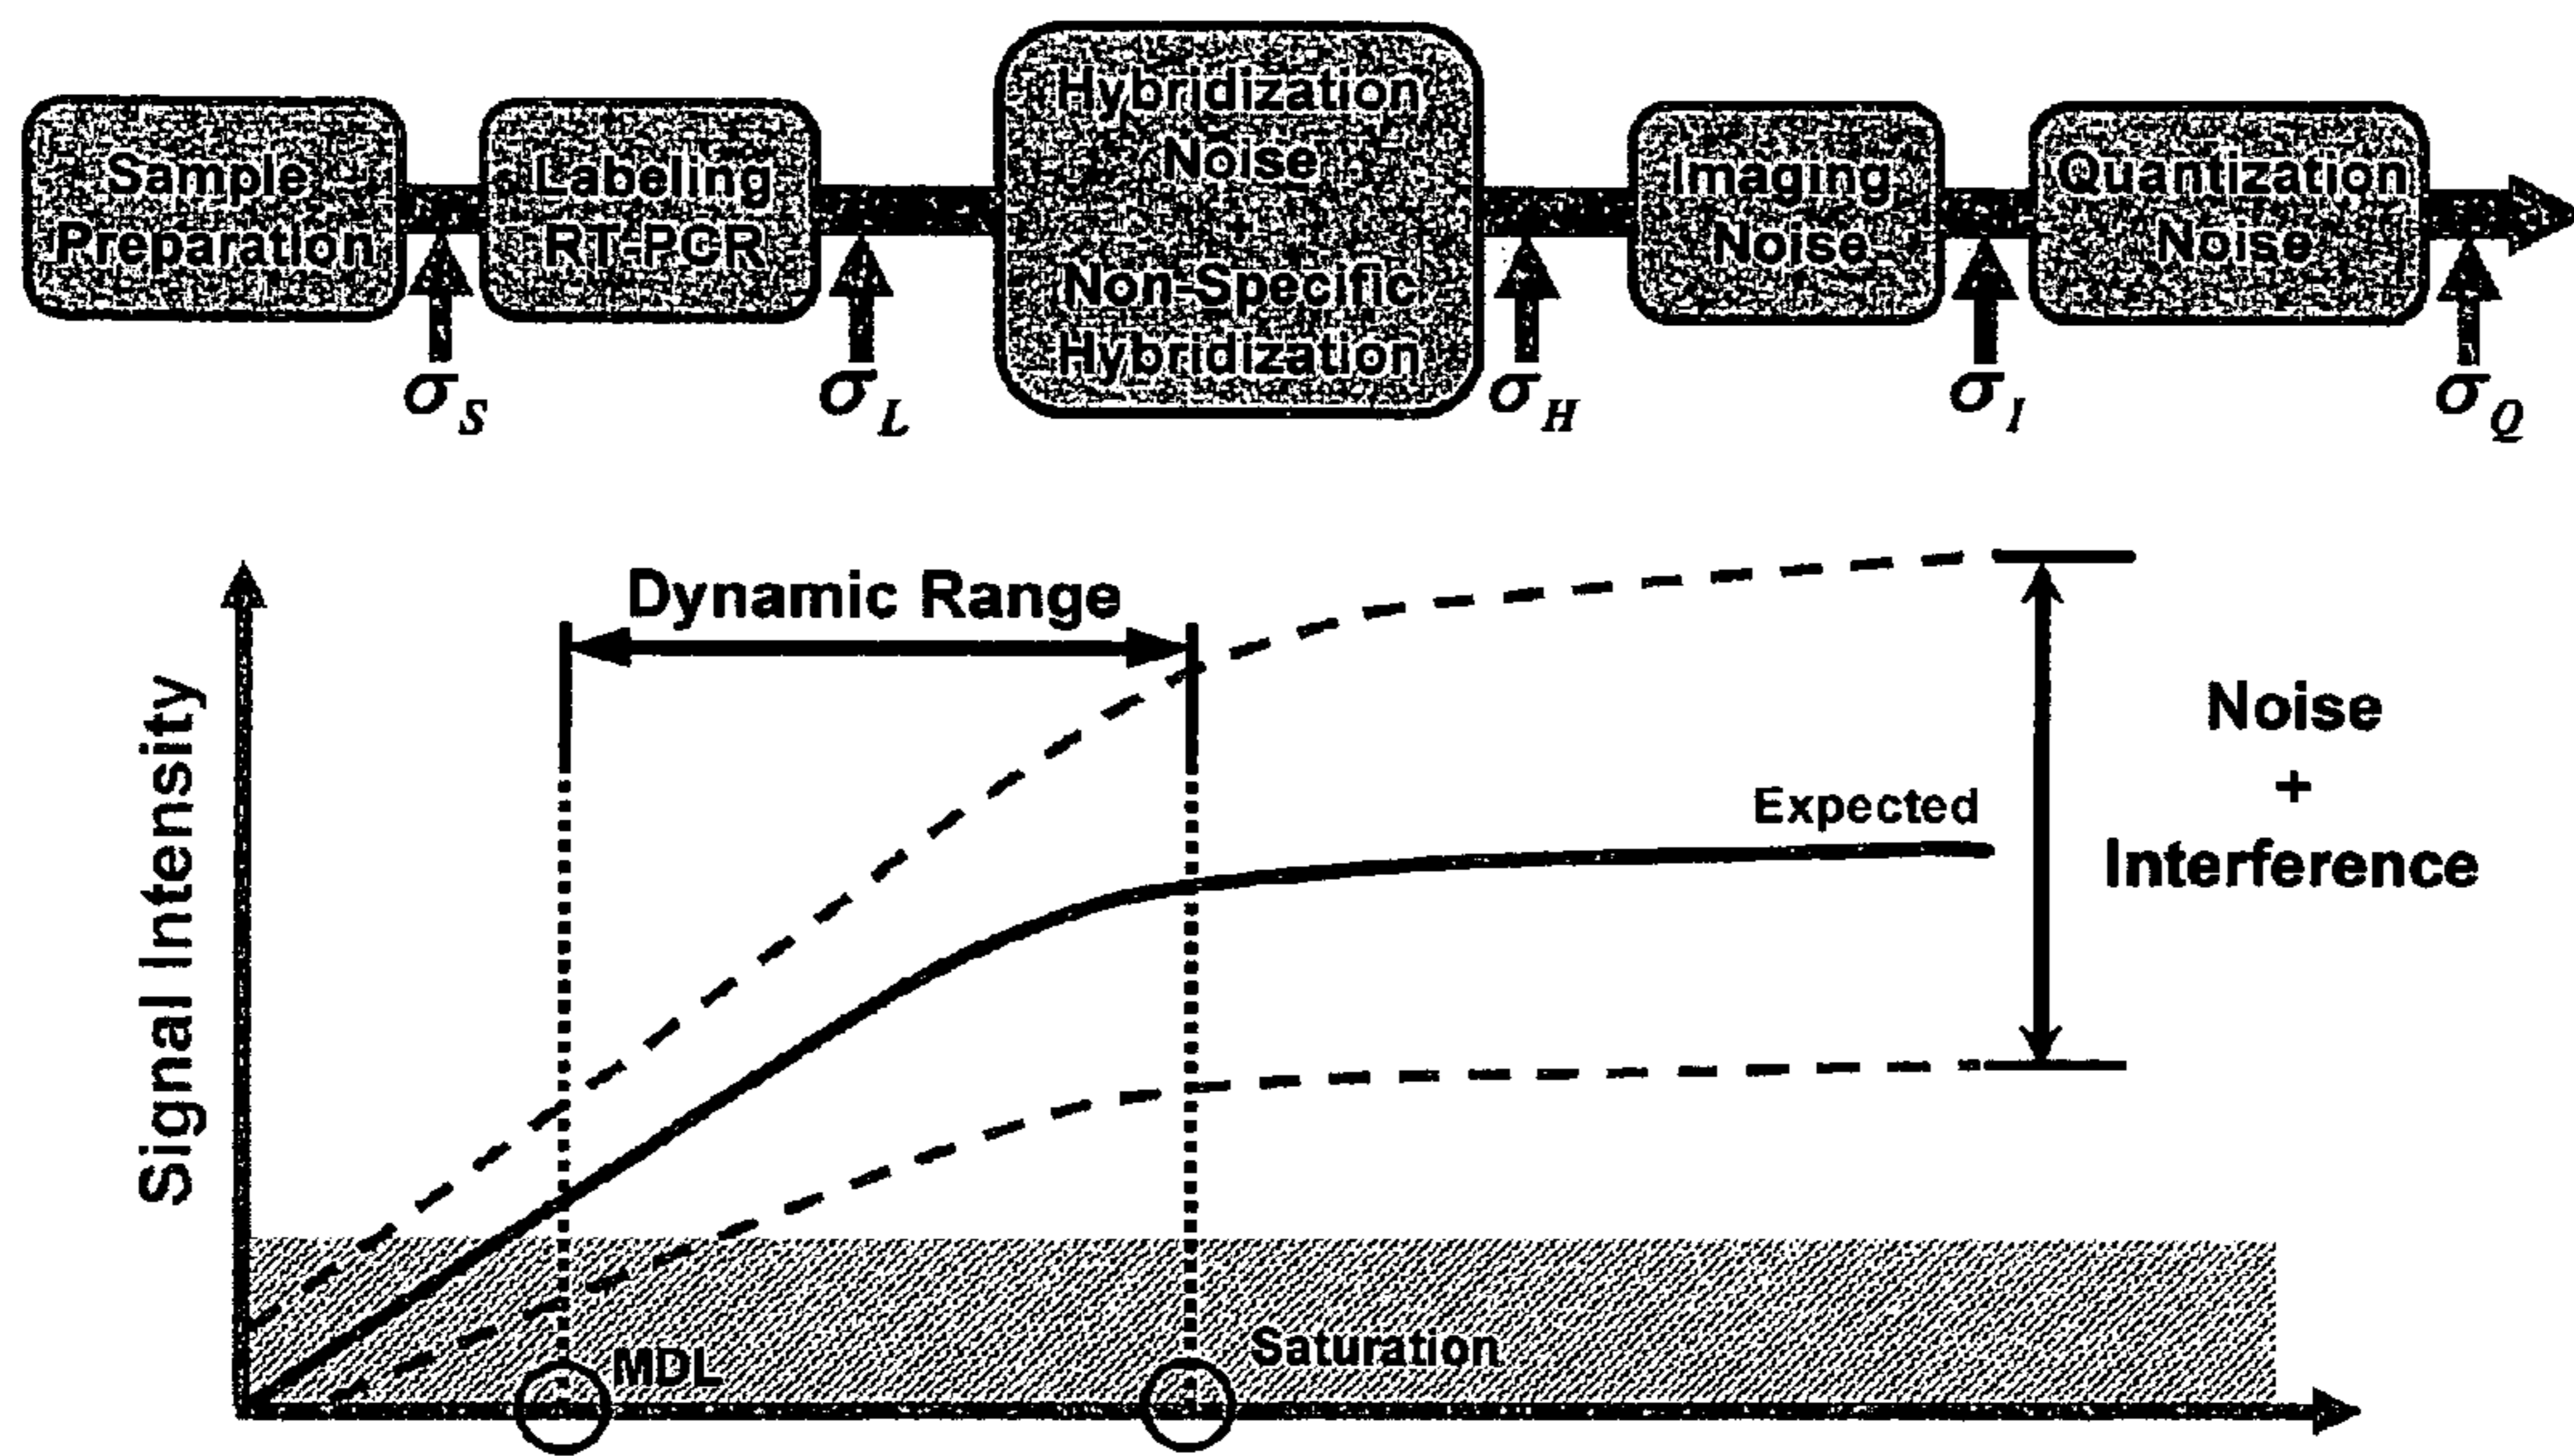 Sample
Preparation
Labeling
RT-PCR
Hybridization
Noise
+
Non-Specific
Hybridization
Imaging
Noise
Quantization
Noise
σS
σL
σH
σI
σQ
Dynamic Range
Signal Intensity
Noise
+
Interference
Expected
MDL
Saturation